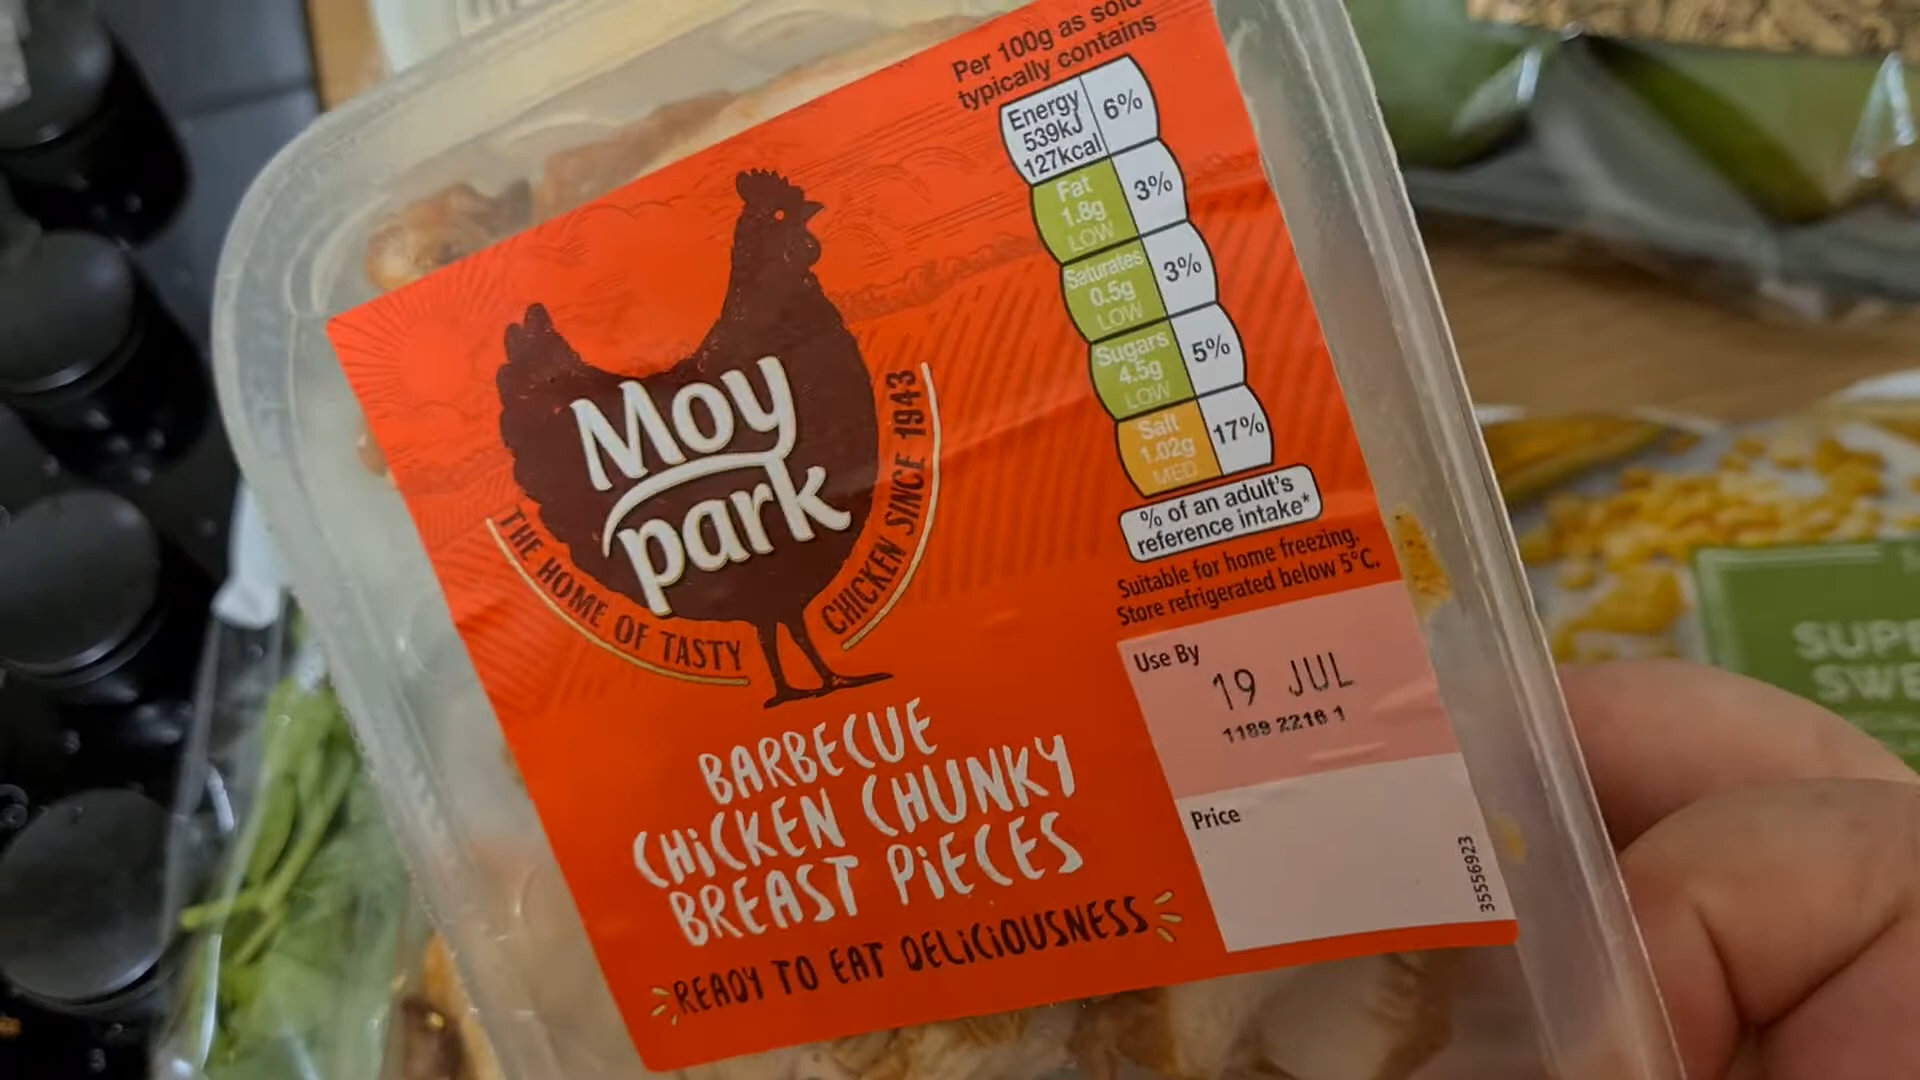 Per 100g as sold
typically contains
Energy
539kJ
127kcal
6%
Fat
1.8g
LOW
3%
Saturates
0.5g
LOW
3%
Sugars
4.5g
LOW
5%
Salt
1.02g
MED
17%
% of an adult's
reference intake*
Suitable for home freezing.
Store refrigerated below 5°C.
Moy
park
THE HOME OF TASTY
CHICKEN SINCE 1943
Use By
19 JUL
1189 2216 1
Price
35556923
BARBECUE
CHiCKEN CHUNKY
BREAST PiECES
READY TO EAT DELiCiOUSNESS